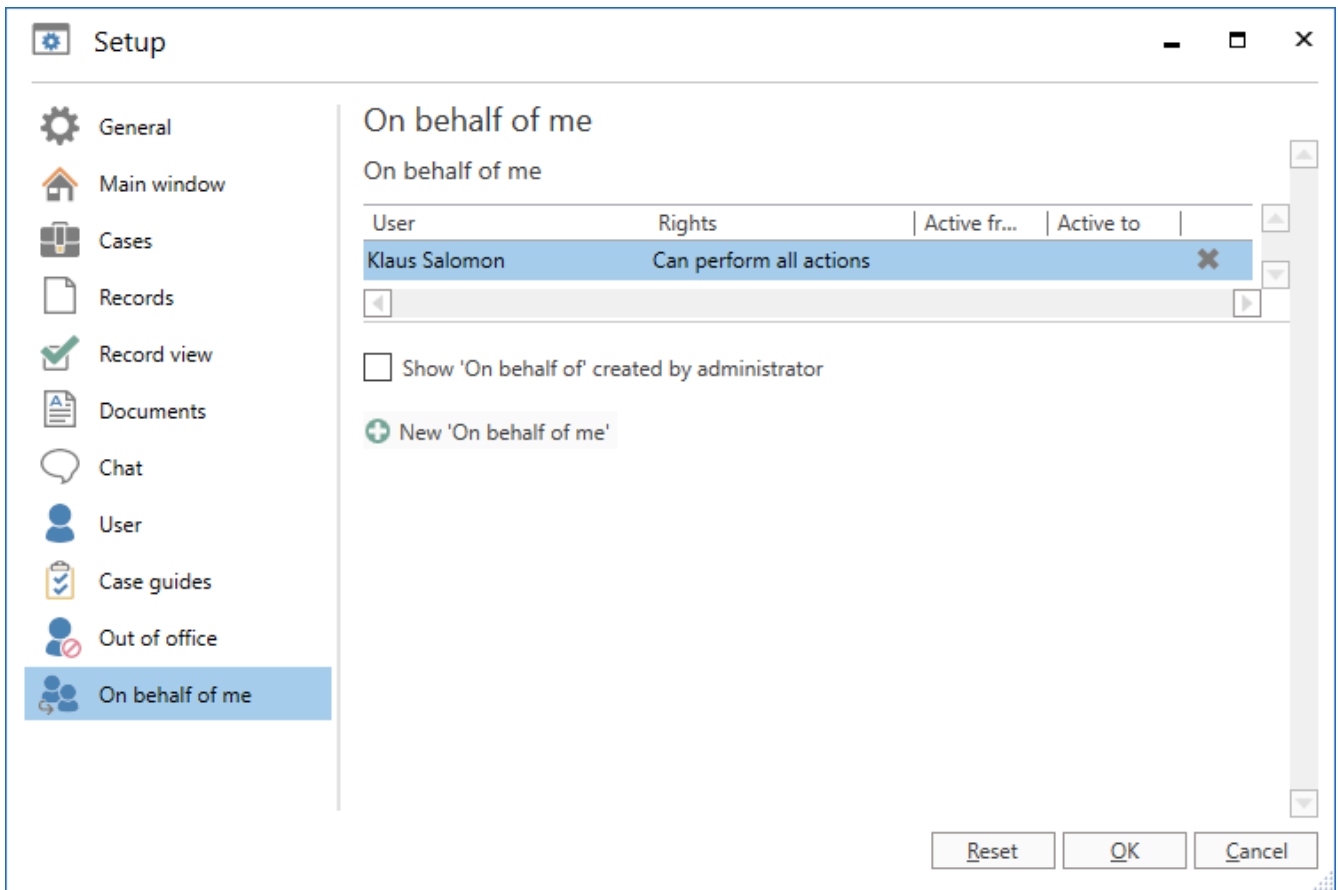 Setup
General
Main window
Cases
Records
Record view
Documents
Chat
User
Case guides
Out of office
On behalf of me
On behalf of me
On behalf of me
User Rights Active fr... Active to
Klaus Salomon Can perform all actions
Show 'On behalf of' created by administrator
New 'On behalf of me'
Reset OK Cancel